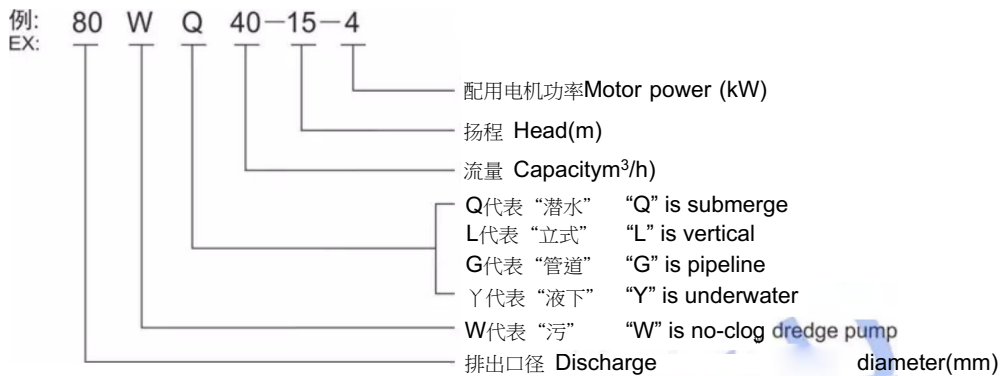 例: 80 W Q 40-15-4
EX:
配用电机功率Motor power (kW)
扬程 Head(m)
流量 Capacitym³/h)
Q代表“潜水” “Q” is submerge
L代表“立式” “L” is vertical
G代表“管道” “G” is pipeline
丫代表“液下” “Y” is underwater
W代表“污” “W” is no-clog dredge pump
排出口径 Discharge diameter(mm)